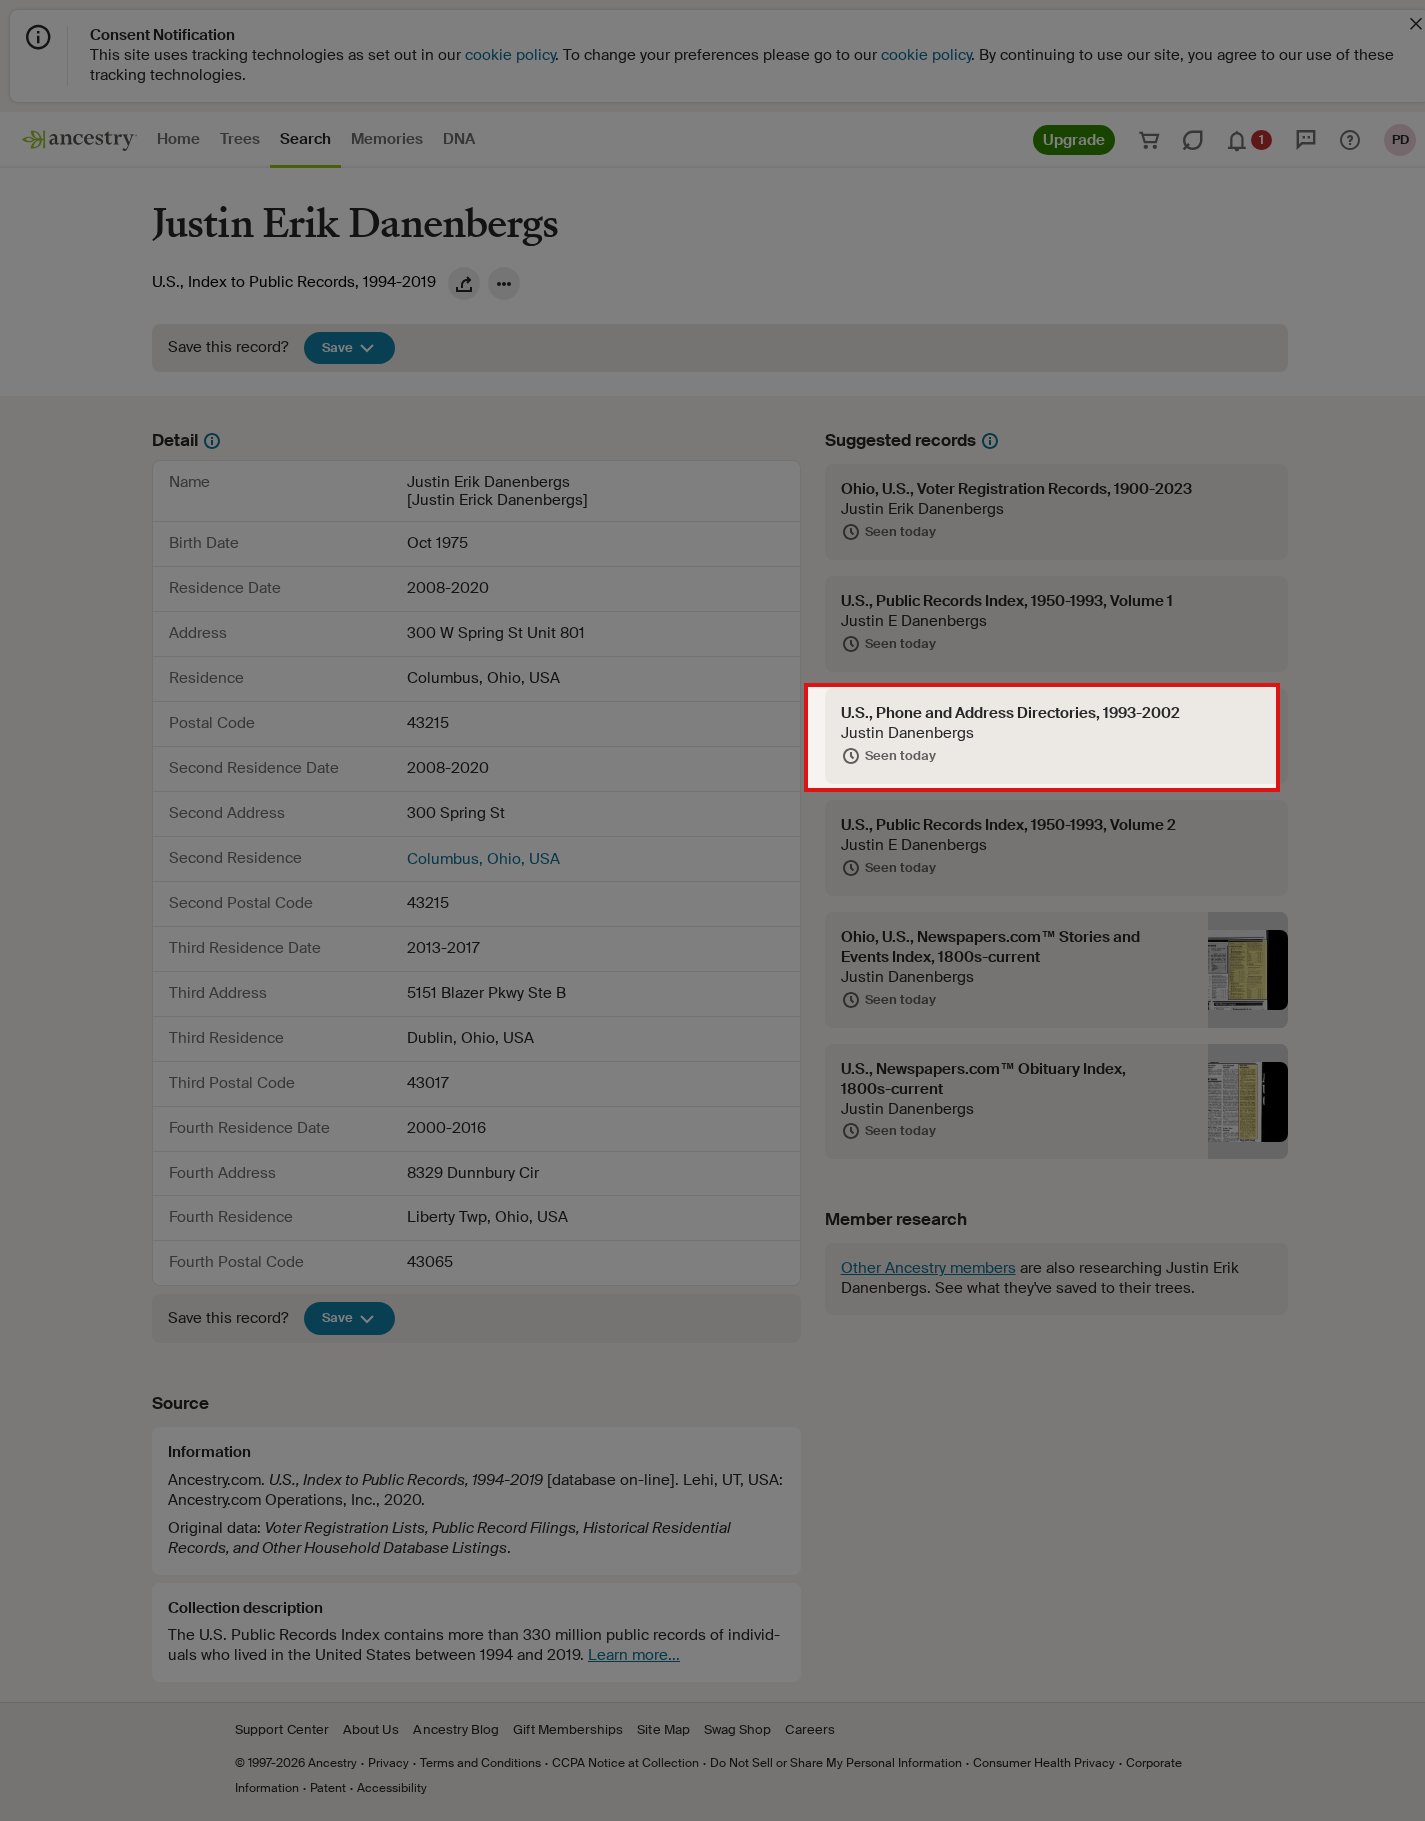 Consent Notification
This site uses tracking technologies as set out in our cookie policy. To change your preferences please go to our cookie policy. By continuing to use our site, you agree to our use of these
tracking technologies.
ancestry
Home Trees Search Memories DNA
Upgrade 1 PD
Justin Erik Danenbergs
U.S., Index to Public Records, 1994-2019
Save this record? Save
Detail
Name Justin Erik Danenbergs
[Justin Erick Danenbergs]
Birth Date Oct 1975
Residence Date 2008-2020
Address 300 W Spring St Unit 801
Residence Columbus, Ohio, USA
Postal Code 43215
Second Residence Date 2008-2020
Second Address 300 Spring St
Second Residence Columbus, Ohio, USA
Second Postal Code 43215
Third Residence Date 2013-2017
Third Address 5151 Blazer Pkwy Ste B
Third Residence Dublin, Ohio, USA
Third Postal Code 43017
Fourth Residence Date 2000-2016
Fourth Address 8329 Dunnbury Cir
Fourth Residence Liberty Twp, Ohio, USA
Fourth Postal Code 43065
Save this record? Save
Suggested records
Ohio, U.S., Voter Registration Records, 1900-2023
Justin Erik Danenbergs
Seen today
U.S., Public Records Index, 1950-1993, Volume 1
Justin E Danenbergs
Seen today
U.S., Phone and Address Directories, 1993-2002
Justin Danenbergs
Seen today
U.S., Public Records Index, 1950-1993, Volume 2
Justin E Danenbergs
Seen today
Ohio, U.S., Newspapers.com™ Stories and
Events Index, 1800s-current
Justin Danenbergs
Seen today
U.S., Newspapers.com™ Obituary Index,
1800s-current
Justin Danenbergs
Seen today
Member research
Other Ancestry members are also researching Justin Erik
Danenbergs. See what they've saved to their trees.
Source
Information
Ancestry.com. U.S., Index to Public Records, 1994-2019 [database on-line]. Lehi, UT, USA:
Ancestry.com Operations, Inc., 2020.
Original data: Voter Registration Lists, Public Record Filings, Historical Residential
Records, and Other Household Database Listings.
Collection description
The U.S. Public Records Index contains more than 330 million public records of individ-
uals who lived in the United States between 1994 and 2019. Learn more...
Support Center About Us Ancestry Blog Gift Memberships Site Map Swag Shop Careers
© 1997-2026 Ancestry · Privacy · Terms and Conditions · CCPA Notice at Collection · Do Not Sell or Share My Personal Information · Consumer Health Privacy · Corporate
Information · Patent · Accessibility